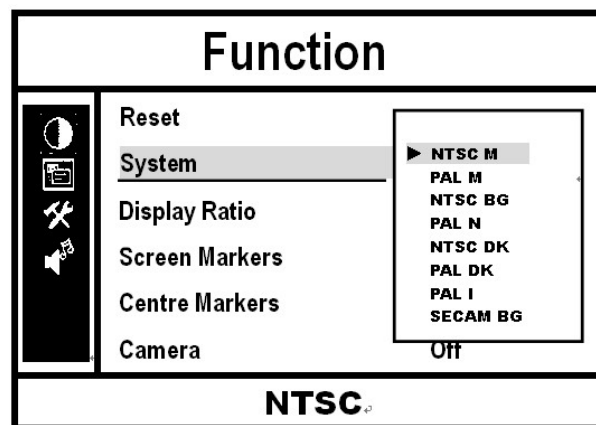 Function
Reset
System
Display Ratio
Screen Markers
Centre Markers
Camera Off
NTSC M
PAL M
NTSC BG
PAL N
NTSC DK
PAL DK
PAL I
SECAM BG
NTSC